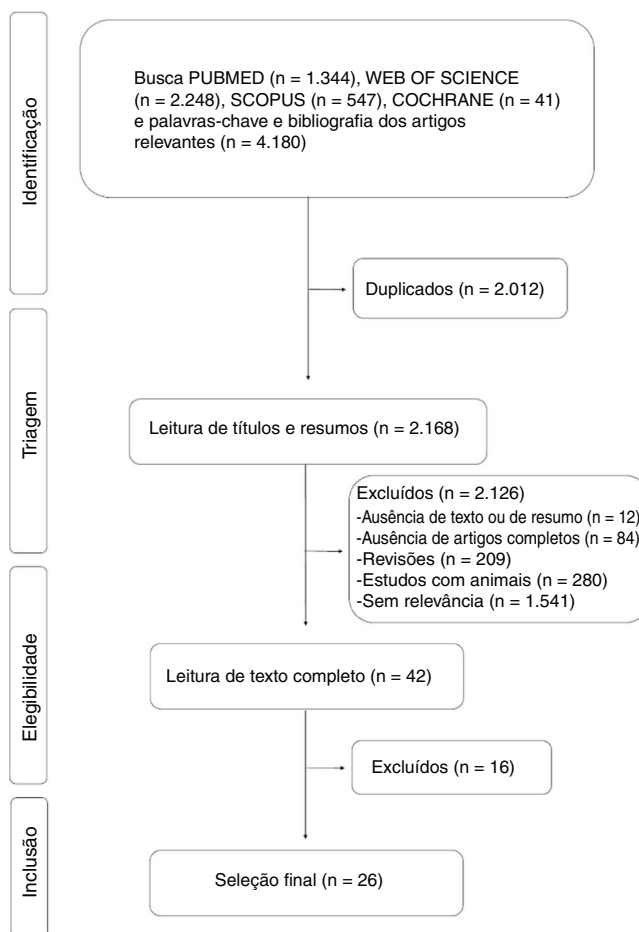 Identificação
Busca PUBMED (n = 1.344), WEB OF SCIENCE
(n = 2.248), SCOPUS (n = 547), COCHRANE (n = 41)
e palavras-chave e bibliografia dos artigos
relevantes (n = 4.180)
Duplicados (n = 2.012)
Triagem
Leitura de títulos e resumos (n = 2.168)
Excluídos (n = 2.126)
-Ausência de texto ou de resumo (n = 12)
-Ausência de artigos completos (n = 84)
-Revisões (n = 209)
-Estudos com animais (n = 280)
-Sem relevância (n = 1.541)
Elegibilidade
Leitura de texto completo (n = 42)
Excluídos (n = 16)
Inclusão
Seleção final (n = 26)